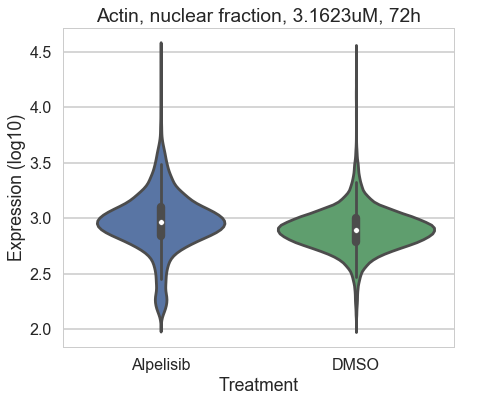 Actin, nuclear fraction, 3.1623uM, 72h
Expression (log10)
4.5
4.0
3.5
3.0
2.5
2.0
Alpelisib
DMSO
Treatment